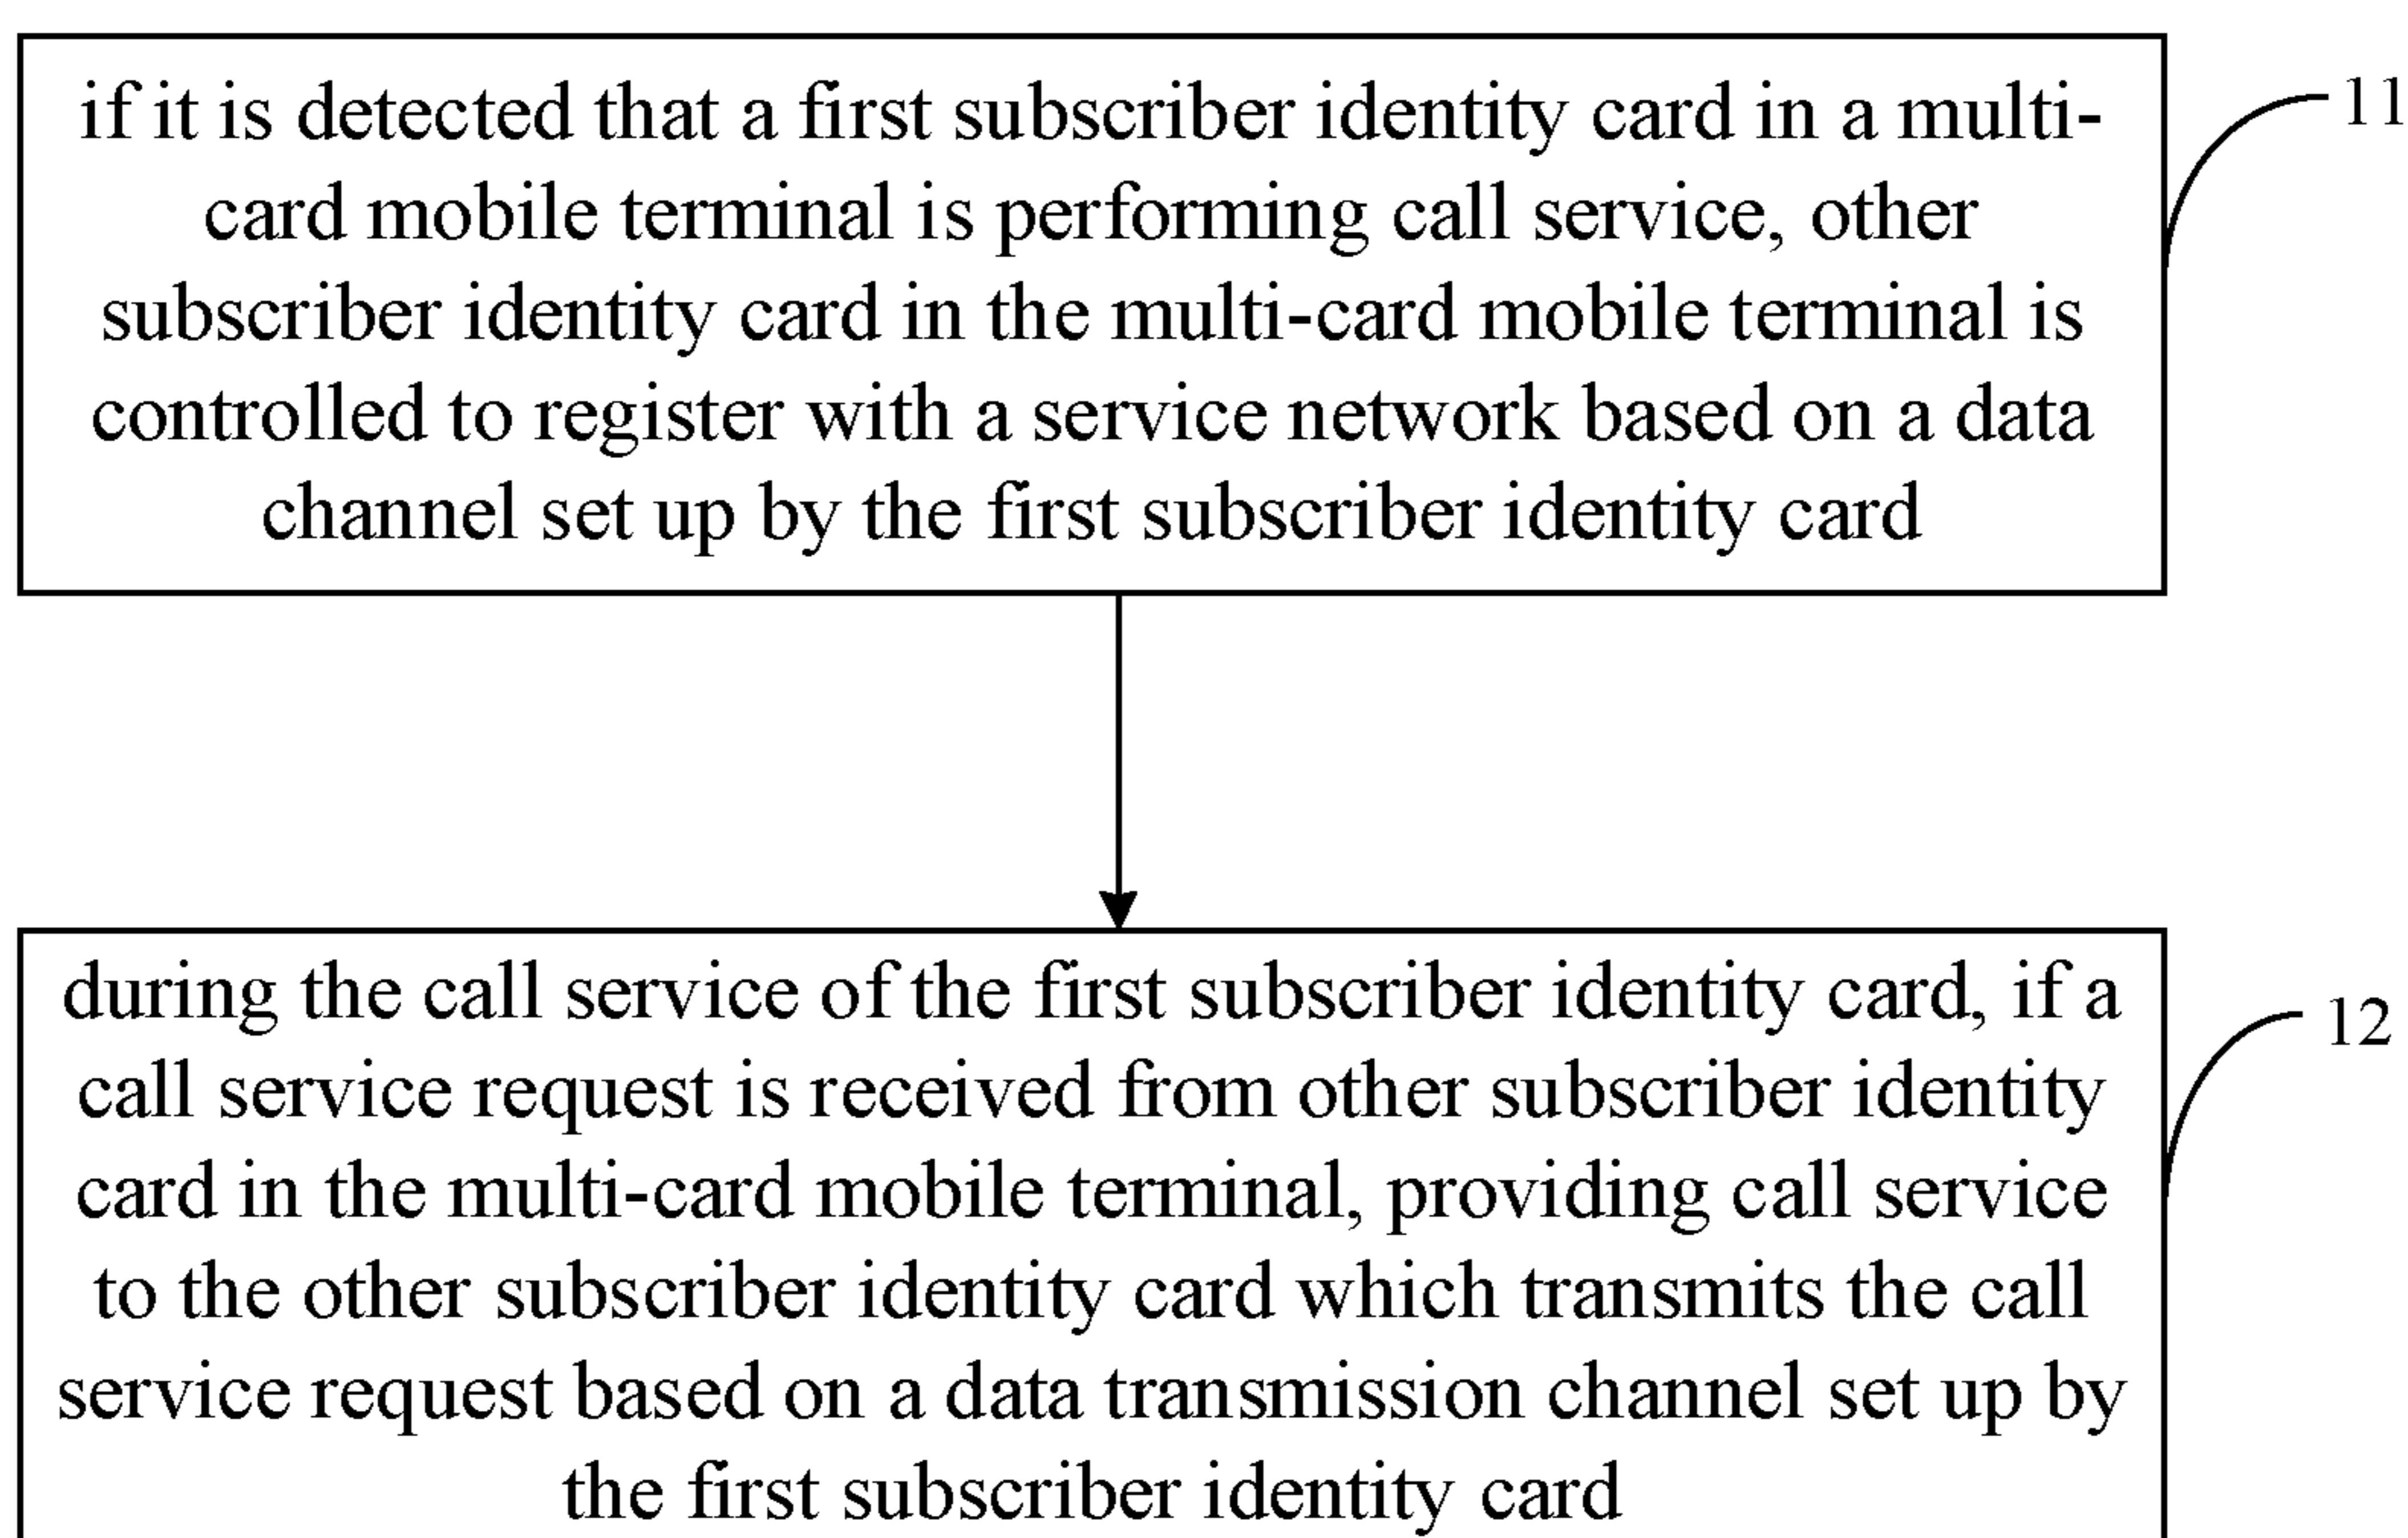 if it is detected that a first subscriber identity card in a multi-
card mobile terminal is performing call service, other
subscriber identity card in the multi-card mobile terminal is
controlled to register with a service network based on a data
channel set up by the first subscriber identity card
11
during the call service of the first subscriber identity card, if a
call service request is received from other subscriber identity
card in the multi-card mobile terminal, providing call service
to the other subscriber identity card which transmits the call
service request based on a data transmission channel set up by
the first subscriber identity card
12